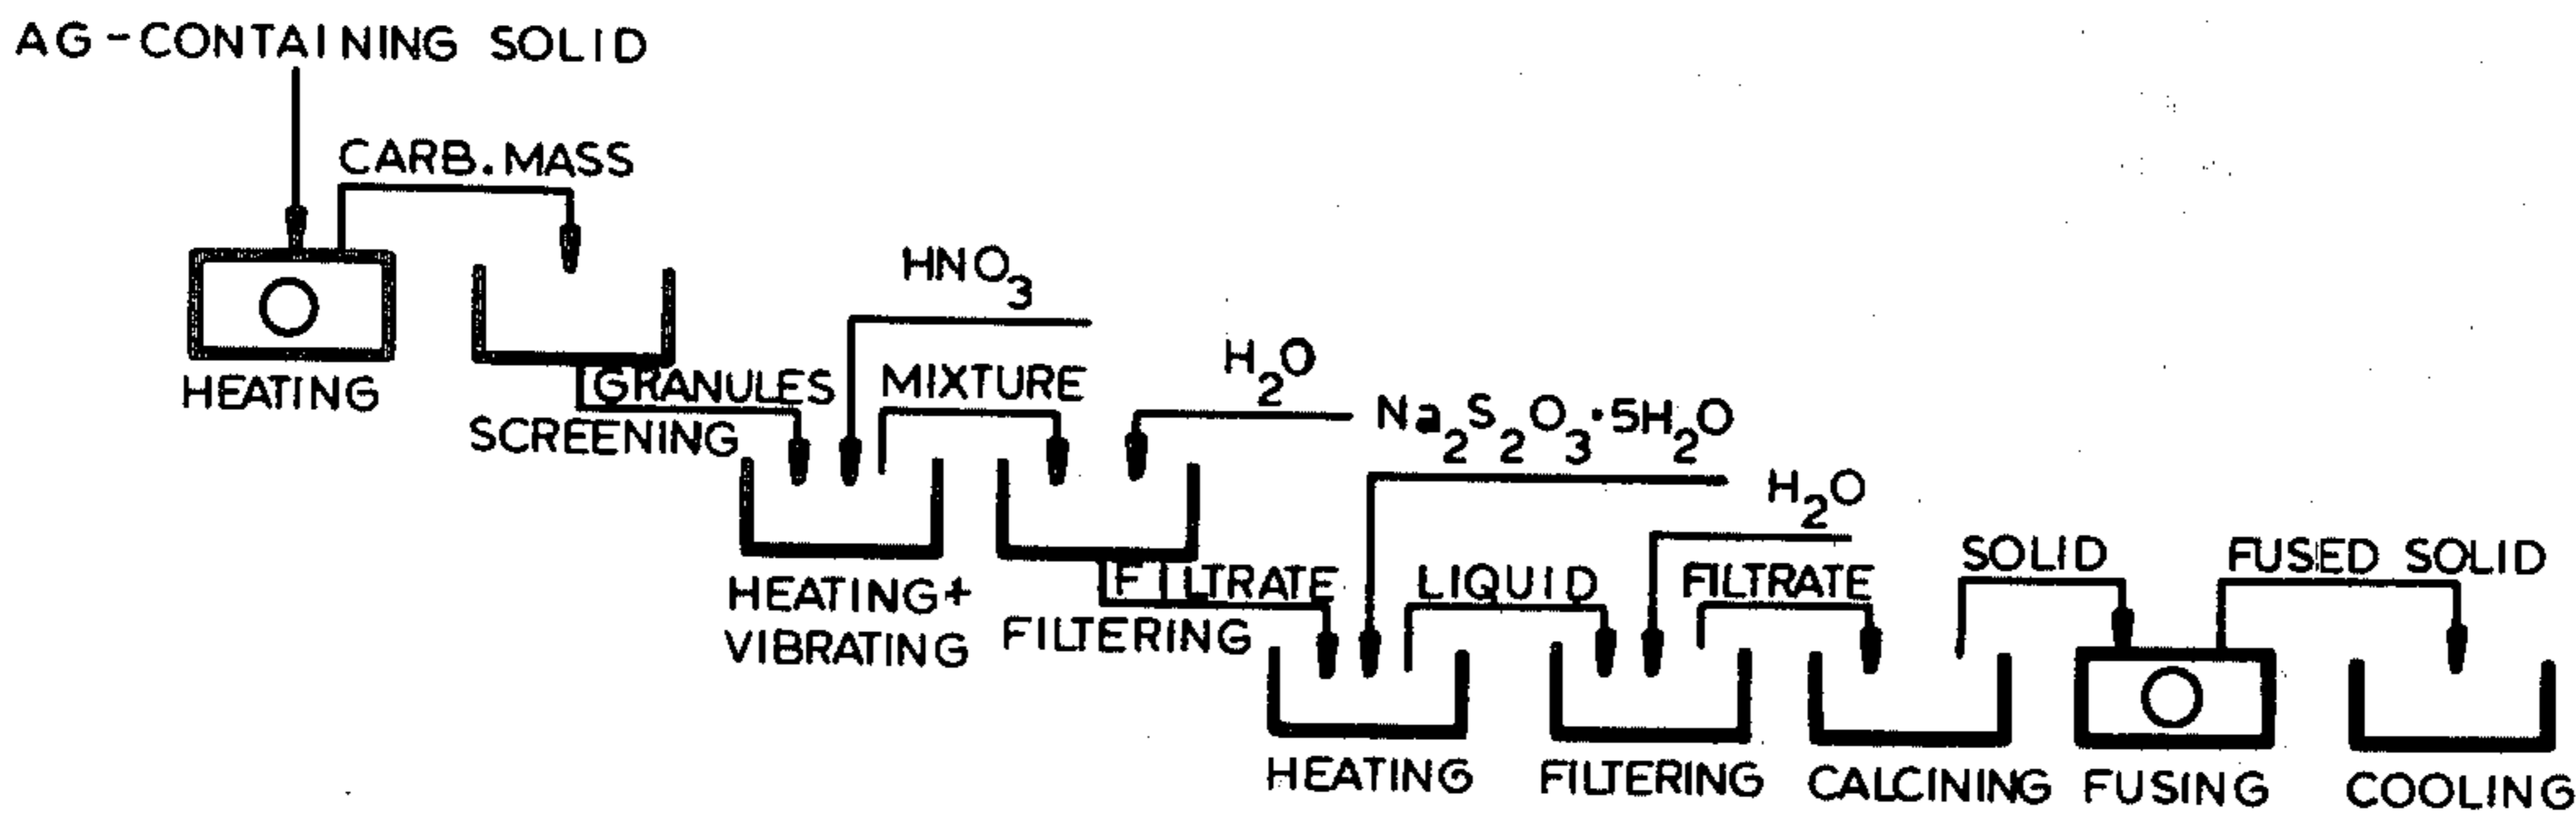 AG-CONTAINING SOLID
CARB. MASS
HEATING
SCREENING
GRANULES
HNO₃
MIXTURE
HEATING+
VIBRATING
H₂O
FILTERING
FILTRATE
Na₂S₂O₃·5H₂O
HEATING
LIQUID
H₂O
FILTERING
FILTRATE
CALCINING
SOLID
FUSING
FUSED SOLID
COOLING